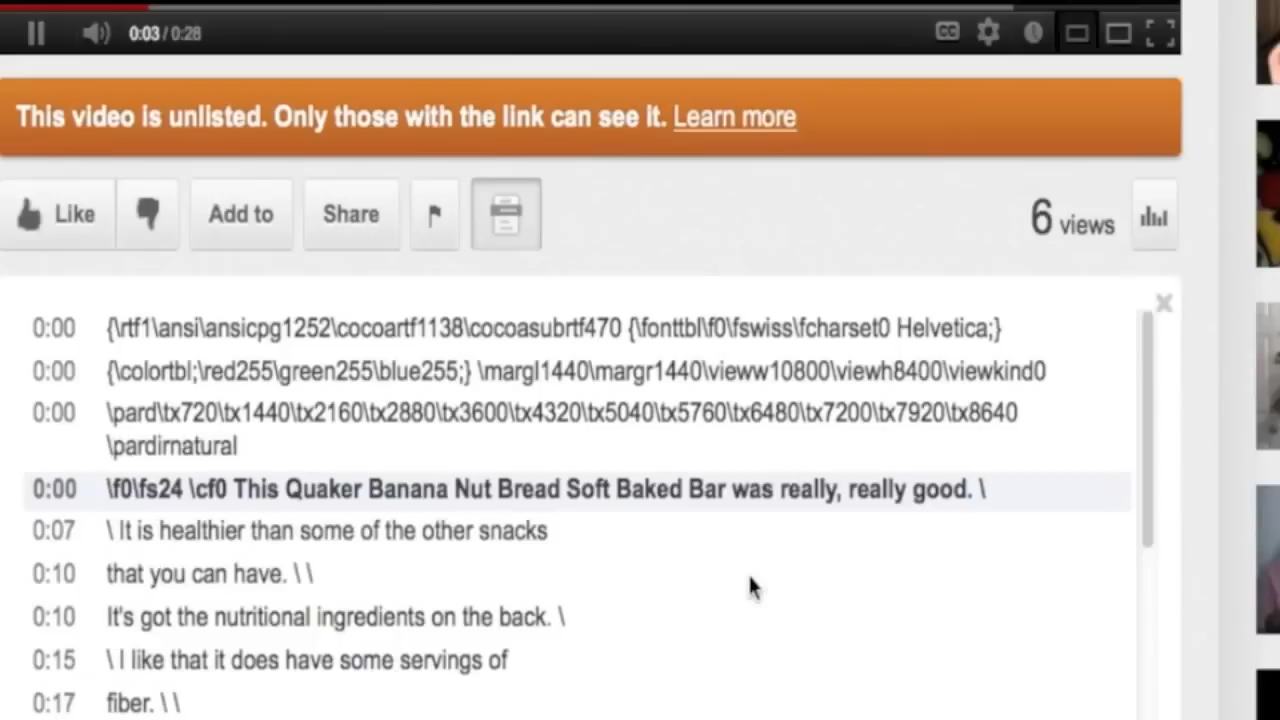 0:03 / 0:28
CC
This video is unlisted. Only those with the link can see it. Learn more
Like Add to Share 6 views
0:00 {\rtf1\ansi\ansicpg1252\cocoartf1138\cocoasubrtf470 {\fonttbl\f0\fswiss\fcharset0 Helvetica;}
0:00 {\colortbl;\red255\green255\blue255;} \margl1440\margr1440\vieww10800\viewh8400\viewkind0
0:00 \pard\tx720\tx1440\tx2160\tx2880\tx3600\tx4320\tx5040\tx5760\tx6480\tx7200\tx7920\tx8640
\pardirnatural
0:00 \f0\fs24 \cf0 This Quaker Banana Nut Bread Soft Baked Bar was really, really good. \
0:07 \ It is healthier than some of the other snacks
0:10 that you can have. \ \
0:10 It's got the nutritional ingredients on the back. \
0:15 \ I like that it does have some servings of
0:17 fiber. \ \